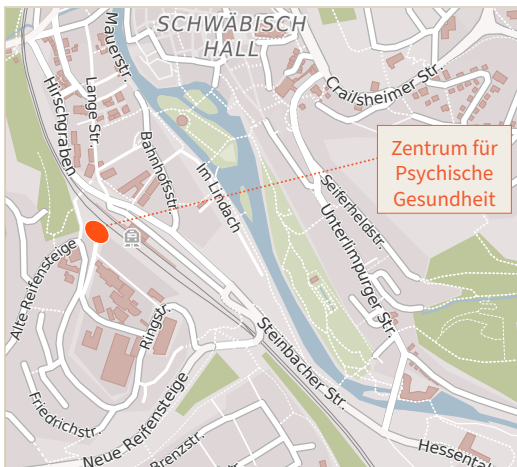 SCHWÄBISCH
HALL
Mauerstr.
Hirschgraben
Lange Str.
Crailsheimer Str.
Bahnhofsstr.
Im Lindach
Zentrum für
Psychische
Gesundheit
Seiferheldstr.
Unterlimpurger Str.
Alte Reifensteige
Ringstr.
Steinbacher Str.
Friedrichstr.
Neue Reifensteige
Brenzstr.
Hessental